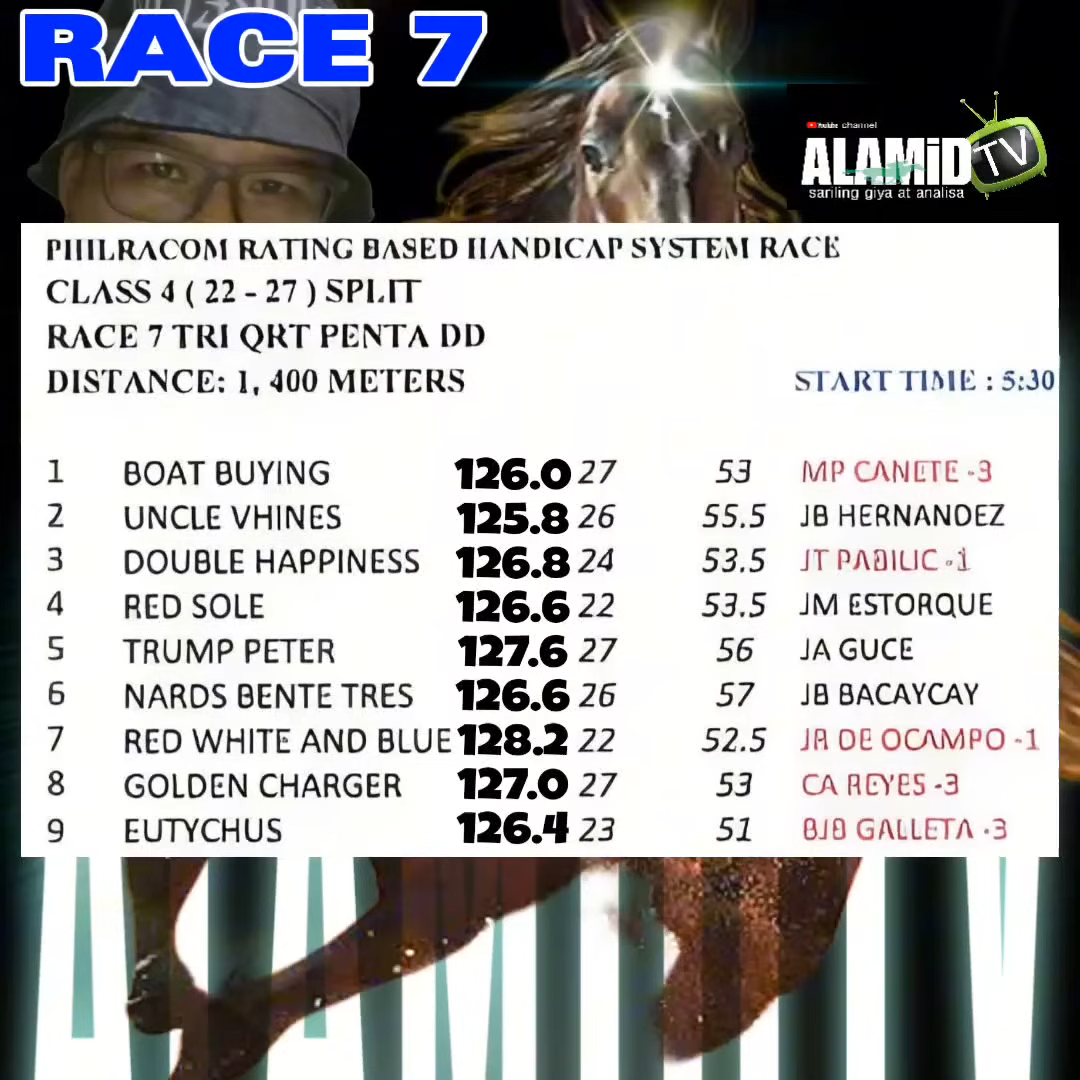 RACE 7
YouTube channel
ALAMiD TV
sariling giya at analisa
PHILRACOM RATING BASED HANDICAP SYSTEM RACE
CLASS 4 ( 22 - 27 ) SPLIT
RACE 7 TRI QRT PENTA DD
DISTANCE: 1, 400 METERS START TIME : 5:30
1 BOAT BUYING 126.0 27 53 MP CANETE -3
2 UNCLE VHINES 125.8 26 55.5 JB HERNANDEZ
3 DOUBLE HAPPINESS 126.8 24 53.5 JT PABILIC -1
4 RED SOLE 126.6 22 53.5 JM ESTORQUE
5 TRUMP PETER 127.6 27 56 JA GUCE
6 NARDS BENTE TRES 126.6 26 57 JB BACAYCAY
7 RED WHITE AND BLUE 128.2 22 52.5 JR DE OCAMPO -1
8 GOLDEN CHARGER 127.0 27 53 CA REYES -3
9 EUTYCHUS 126.4 23 51 BJB GALLETA -3
ALAMiD TV